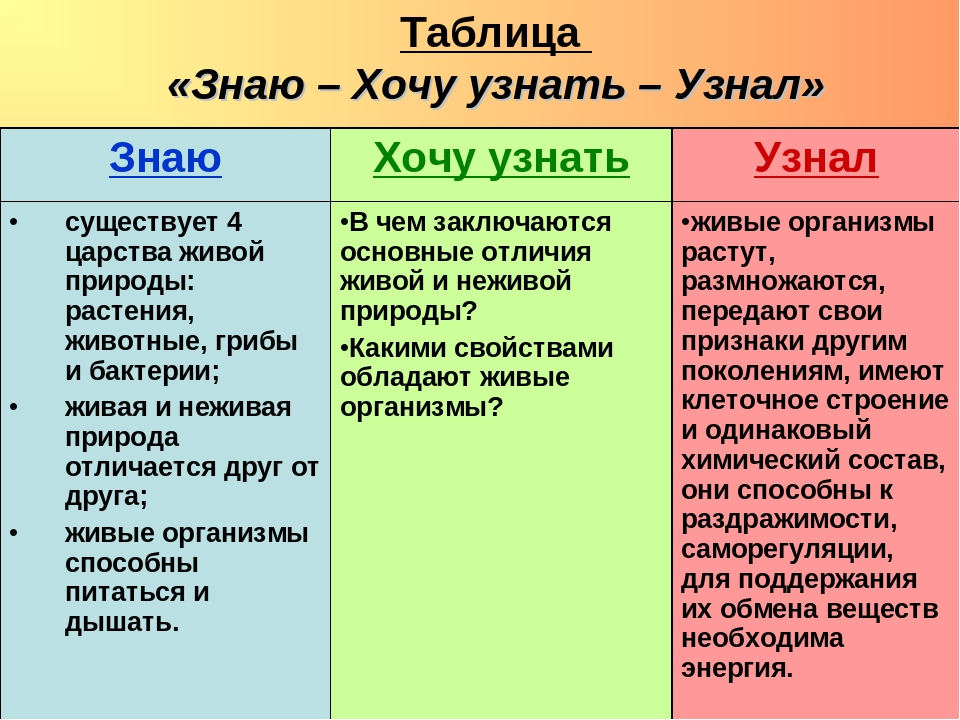 Таблица
«Знаю – Хочу узнать – Узнал»
Знаю
Хочу узнать
Узнал
• существует 4
царства живой
природы:
растения,
животные, грибы
и бактерии;
• живая и неживая
природа
отличается друг от
друга;
• живые организмы
способны
питаться и
дышать.
•В чем заключаются
основные отличия
живой и неживой
природы?
•Какими свойствами
обладают живые
организмы?
•живые организмы
растут,
размножаются,
передают свои
признаки другим
поколениям, имеют
клеточное строение
и одинаковый
химический состав,
они способны к
раздражимости,
саморегуляции,
для поддержания
их обмена веществ
необходима
энергия.